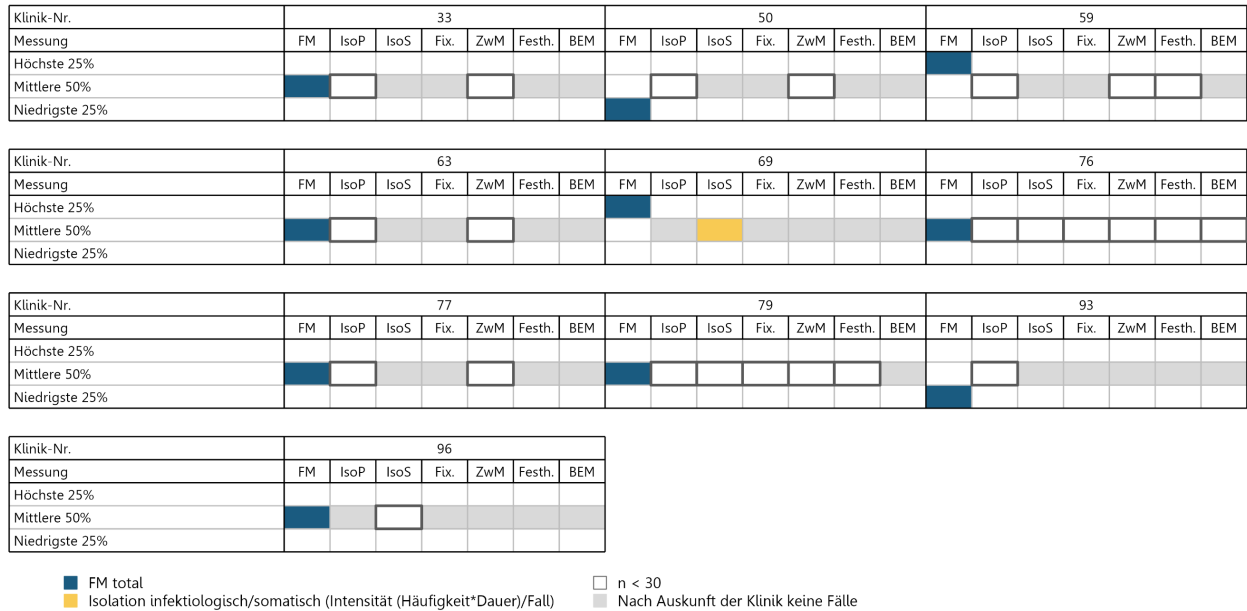 Klinik-Nr. 33 50 59
Messung FM IsoP IsoS Fix. ZwM Festh. BEM FM IsoP IsoS Fix. ZwM Festh. BEM FM IsoP IsoS Fix. ZwM Festh. BEM
Höchste 25%
Mittlere 50%
Niedrigste 25%
Klinik-Nr. 63 69 76
Messung FM IsoP IsoS Fix. ZwM Festh. BEM FM IsoP IsoS Fix. ZwM Festh. BEM FM IsoP IsoS Fix. ZwM Festh. BEM
Höchste 25%
Mittlere 50%
Niedrigste 25%
Klinik-Nr. 77 79 93
Messung FM IsoP IsoS Fix. ZwM Festh. BEM FM IsoP IsoS Fix. ZwM Festh. BEM FM IsoP IsoS Fix. ZwM Festh. BEM
Höchste 25%
Mittlere 50%
Niedrigste 25%
Klinik-Nr. 96
Messung FM IsoP IsoS Fix. ZwM Festh. BEM
Höchste 25%
Mittlere 50%
Niedrigste 25%
FM total n < 30
Isolation infektiologisch/somatisch (Intensität (Häufigkeit*Dauer)/Fall) Nach Auskunft der Klinik keine Fälle